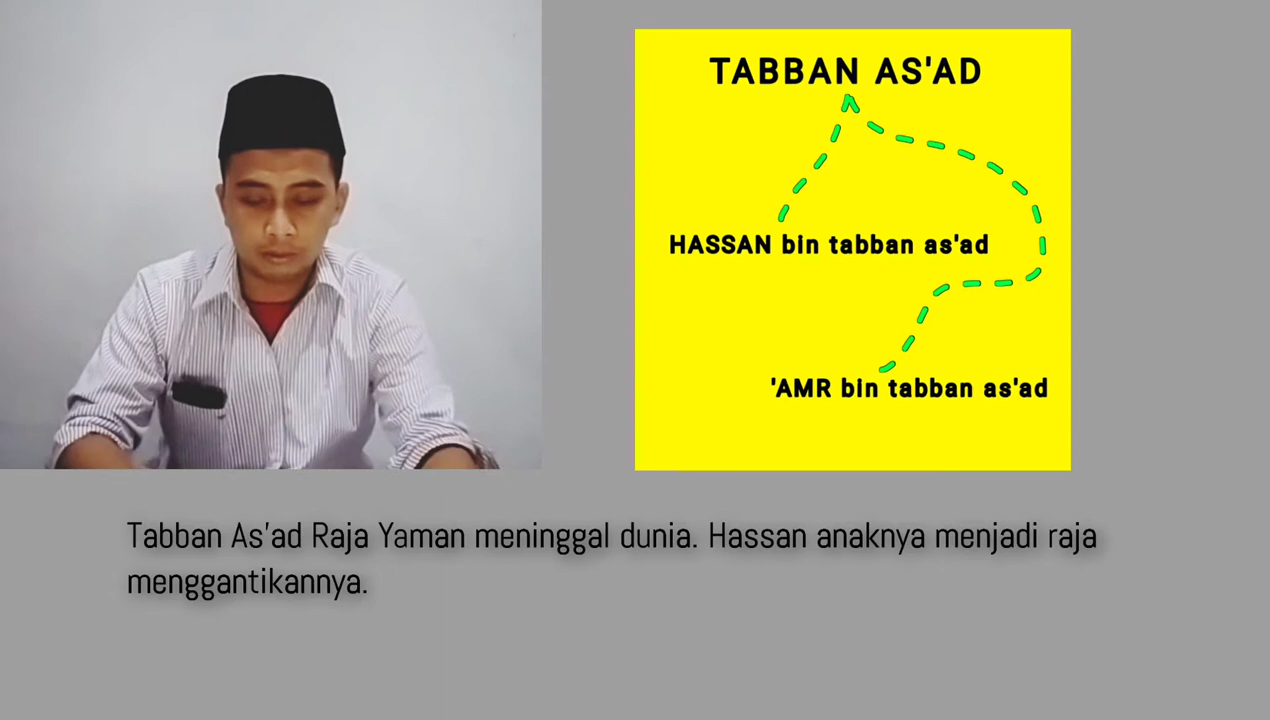 TABBAN AS'AD
HASSAN bin tabban as'ad
'AMR bin tabban as'ad
Tabban As'ad Raja Yaman meninggal dunia. Hassan anaknya menjadi raja
menggantikannya.